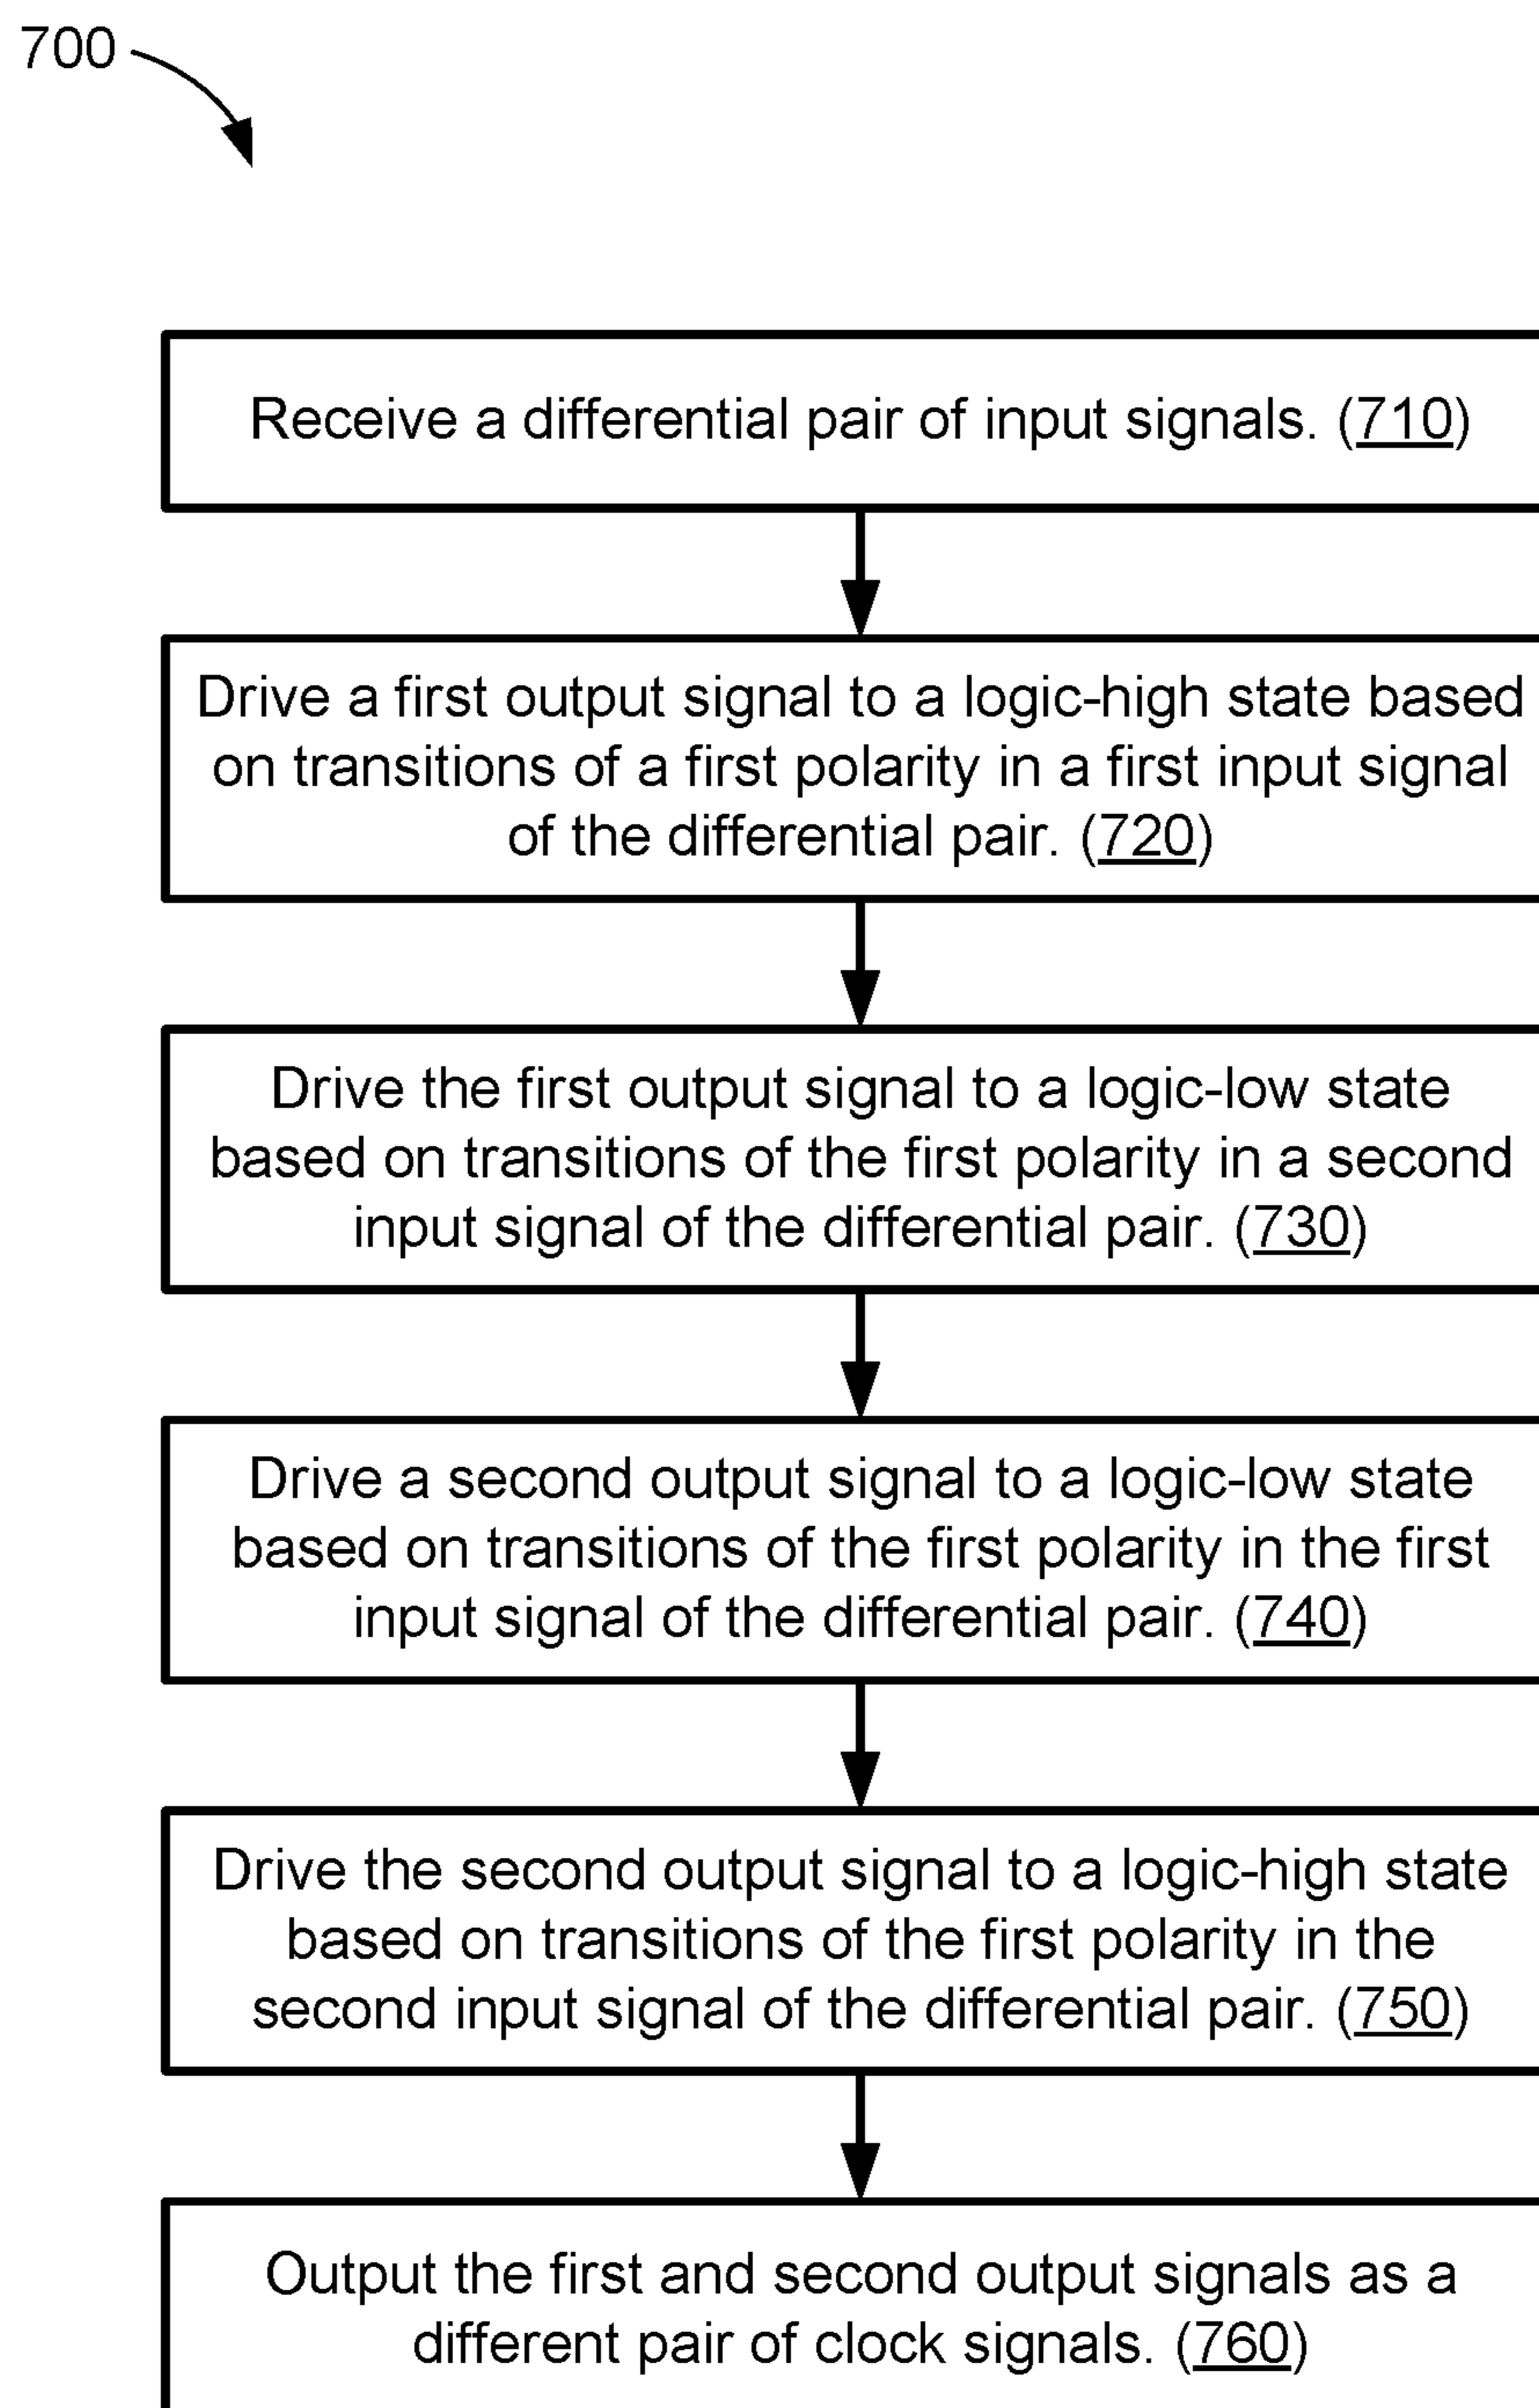 700
Receive a differential pair of input signals. (710)
Drive a first output signal to a logic-high state based
on transitions of a first polarity in a first input signal
of the differential pair. (720)
Drive the first output signal to a logic-low state
based on transitions of the first polarity in a second
input signal of the differential pair. (730)
Drive a second output signal to a logic-low state
based on transitions of the first polarity in the first
input signal of the differential pair. (740)
Drive the second output signal to a logic-high state
based on transitions of the first polarity in the
second input signal of the differential pair. (750)
Output the first and second output signals as a
different pair of clock signals. (760)